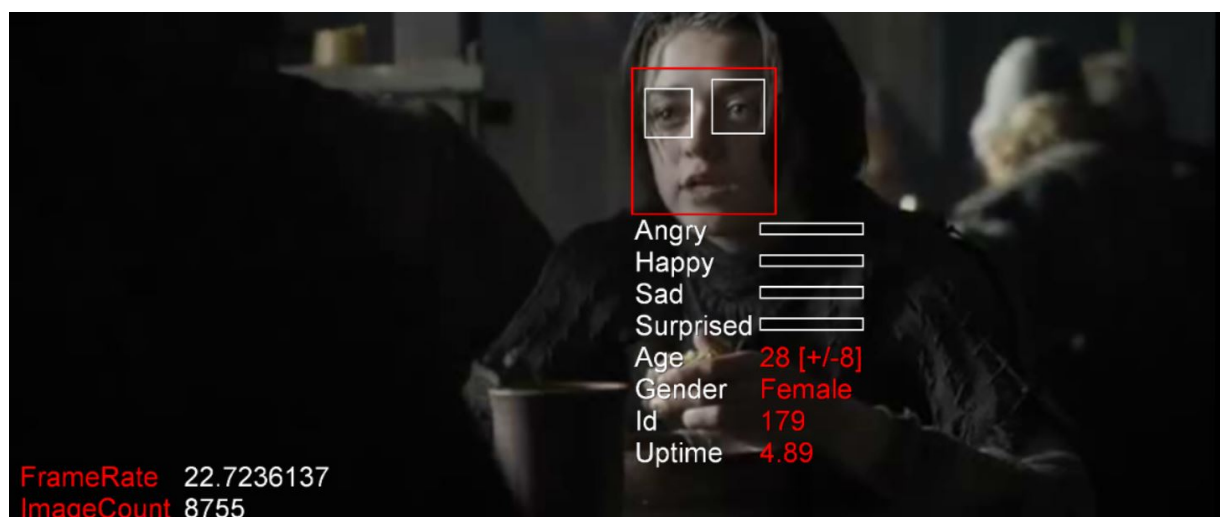 Angry
Happy
Sad
Surprised
Age 28 [+/-8]
Gender Female
Id 179
Uptime 4.89
FrameRate 22.7236137
ImageCount 8755